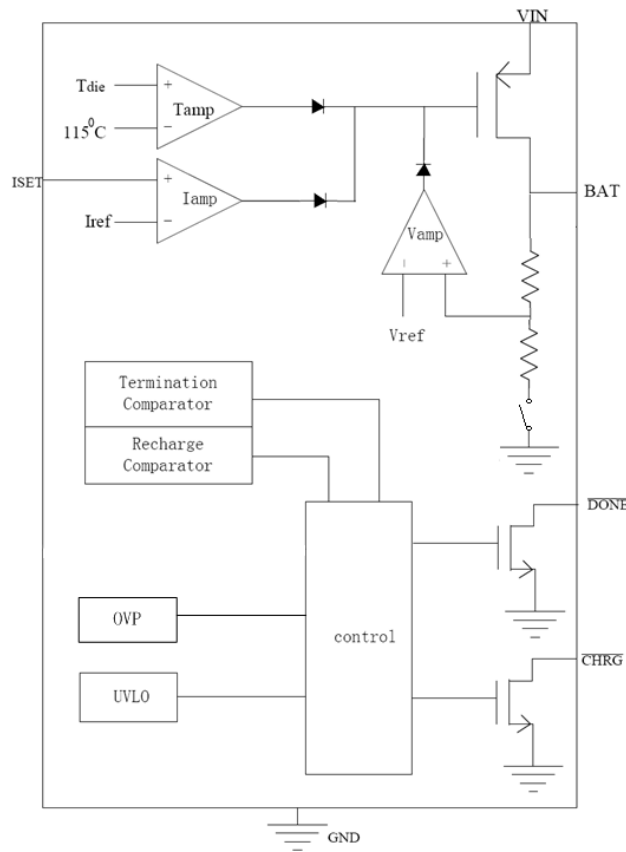 VIN
Tdie
+
Tamp
115⁰C
−
ISET
+
Iamp
BAT
Iref
−
Vamp
− +
Vref
Termination
Comparator
Recharge
Comparator
DONE
OVP
control
CHRG
UVLO
GND